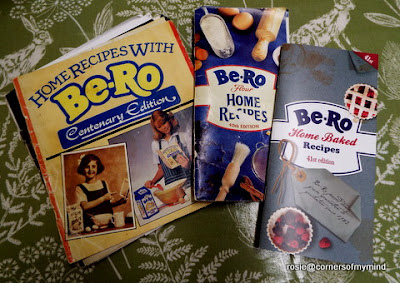 HOME RECIPES WITH
Be-Ro
Centenary Edition
Be-Ro
Flour
HOME
RECIPES
40th EDITION
Be-Ro
Home Baked
Recipes
41st edition
rosie@cornersofmymind